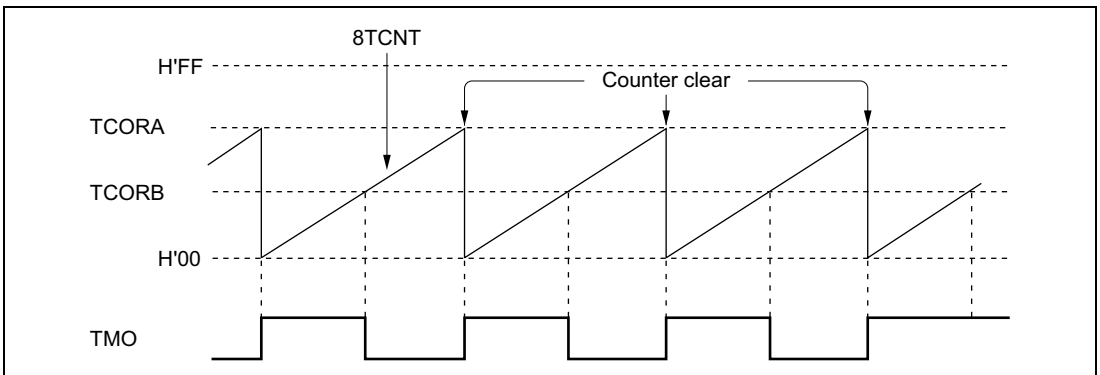 8TCNT
H'FF
Counter clear
TCORA
TCORB
H'00
TMO